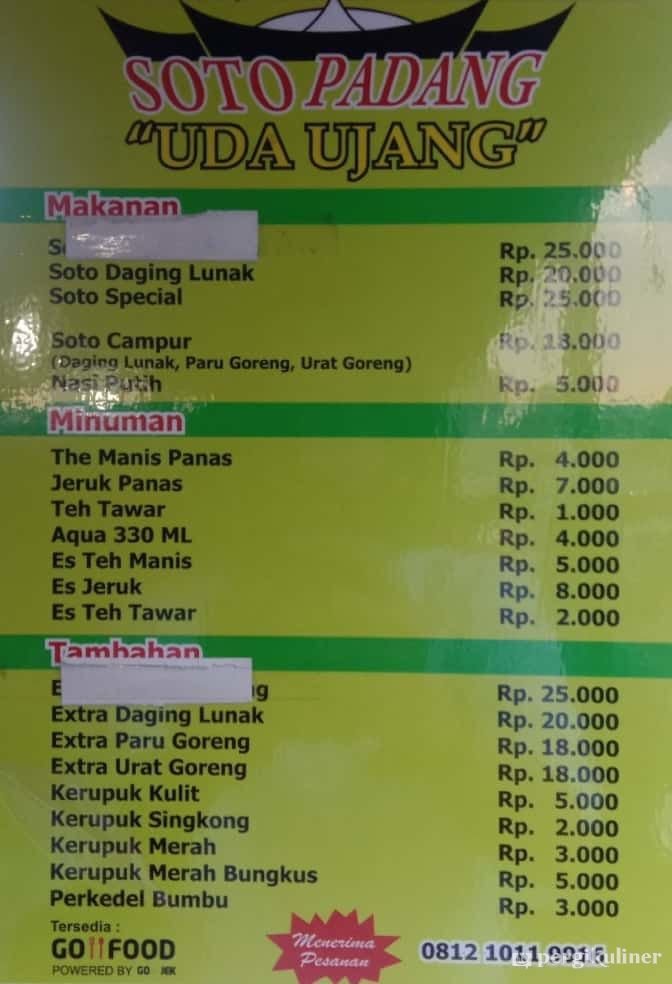 SOTO PADANG
"UDA UJANG"
Makanan
Rp. 25.000
Soto Daging Lunak Rp. 20.000
Soto Special Rp. 25.000
Soto Campur Rp. 18.000
(Daging Lunak, Paru Goreng, Urat Goreng)
Nasi Putih Rp. 5.000
Minuman
The Manis Panas Rp. 4.000
Jeruk Panas Rp. 7.000
Teh Tawar Rp. 1.000
Aqua 330 ML Rp. 4.000
Es Teh Manis Rp. 5.000
Es Jeruk Rp. 8.000
Es Teh Tawar Rp. 2.000
Tambahan
Rp. 25.000
Extra Daging Lunak Rp. 20.000
Extra Paru Goreng Rp. 18.000
Extra Urat Goreng Rp. 18.000
Kerupuk Kulit Rp. 5.000
Kerupuk Singkong Rp. 2.000
Kerupuk Merah Rp. 3.000
Kerupuk Merah Bungkus Rp. 5.000
Perkedel Bumbu Rp. 3.000
Tersedia :
GO FOOD
POWERED BY GO JEK
Menerima
Pesanan
0812 1011
pergikuliner